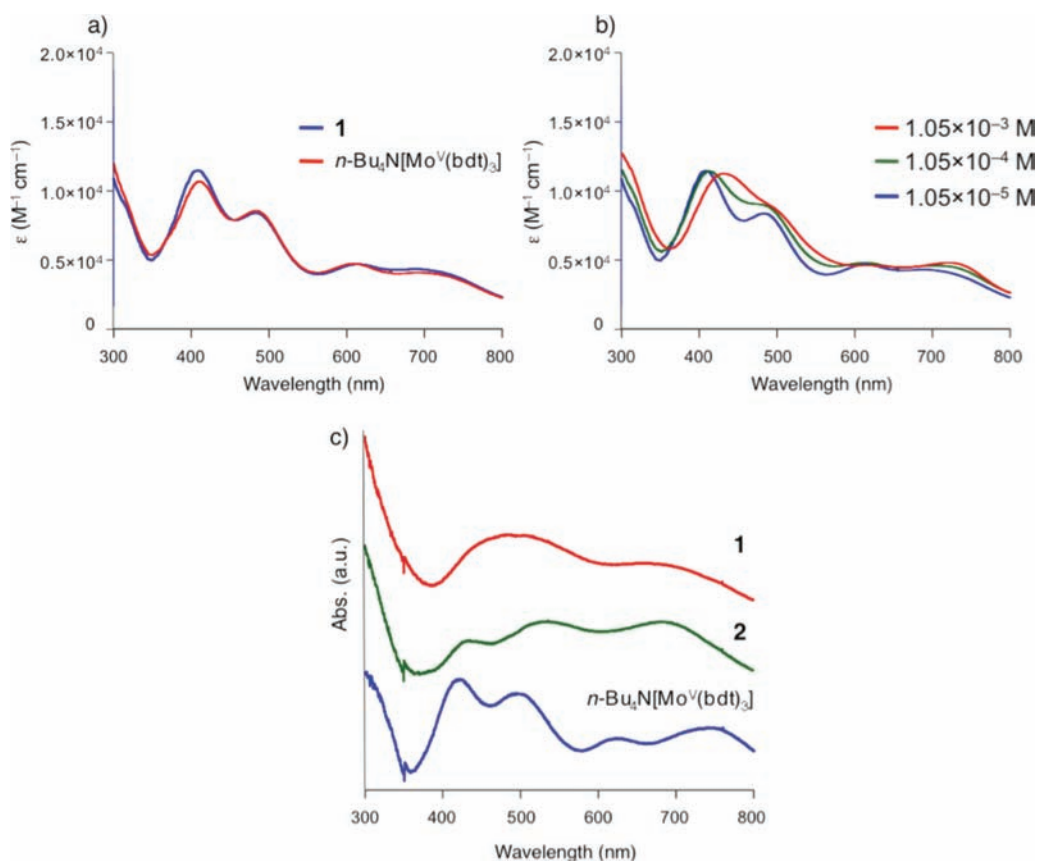 a)
2.0×10⁴
1.5×10⁴
1.0×10⁴
0.5×10⁴
0
ε (M⁻¹ cm⁻¹)
1
n-Bu₄N[Moⱽ(bdt)₃]
300 400 500 600 700 800
Wavelength (nm)
b)
2.0×10⁴
1.5×10⁴
1.0×10⁴
0.5×10⁴
0
ε (M⁻¹ cm⁻¹)
1.05×10⁻³ M
1.05×10⁻⁴ M
1.05×10⁻⁵ M
300 400 500 600 700 800
Wavelength (nm)
c)
Abs. (a.u.)
1
2
n-Bu₄N[Moⱽ(bdt)₃]
300 400 500 600 700 800
Wavelength (nm)